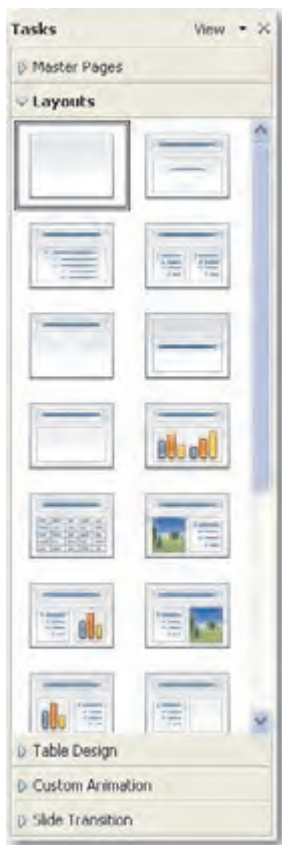 Tasks View
Master Pages
Layouts
Table Design
Custom Animation
Slide Transition